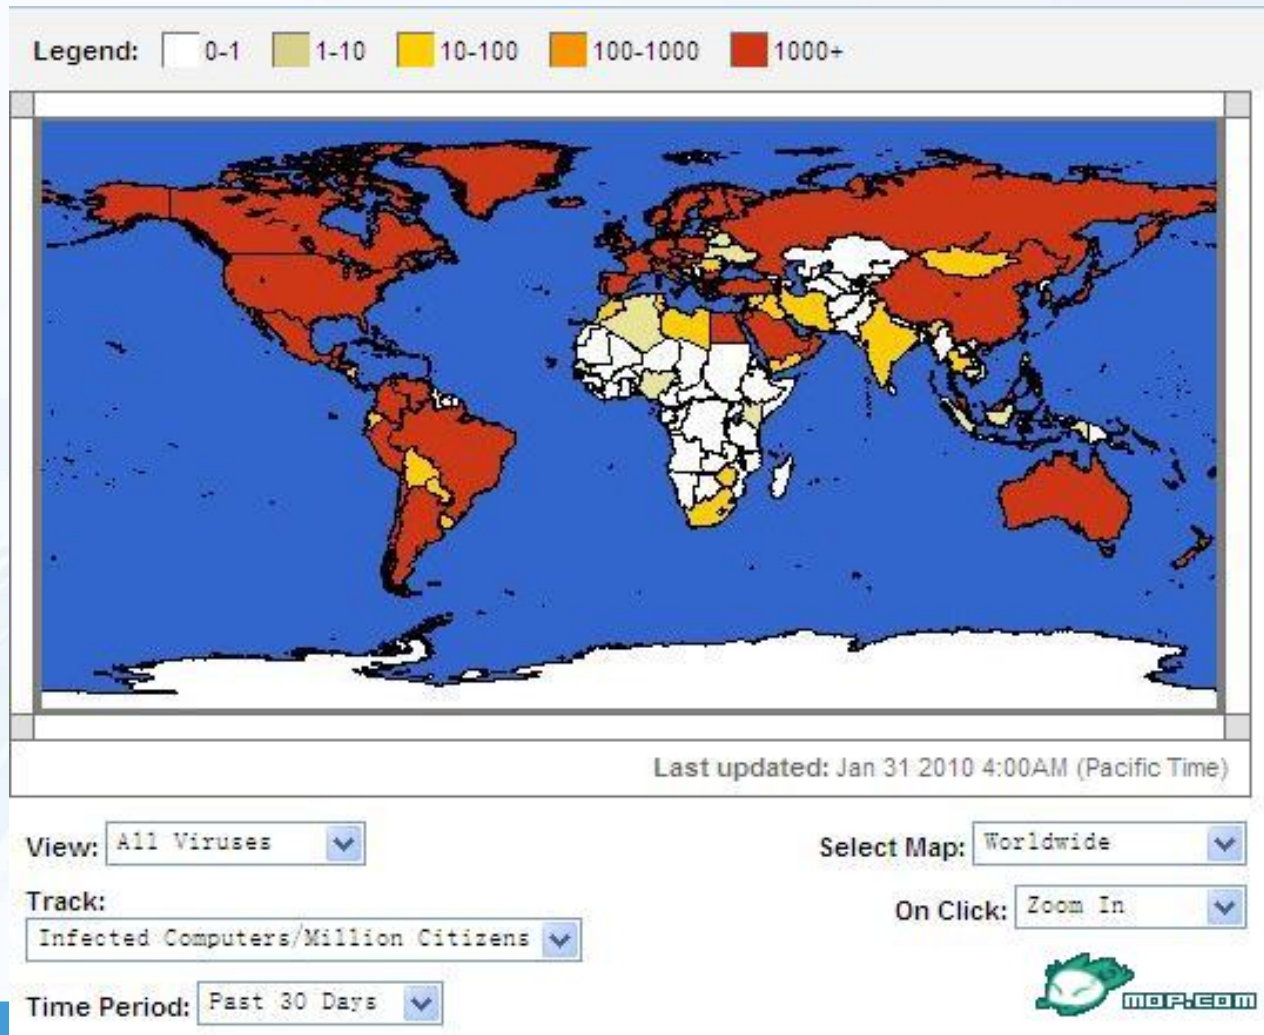 Legend: 0-1 1-10 10-100 100-1000 1000+
Last updated: Jan 31 2010 4:00AM (Pacific Time)
View: All Viruses
Select Map: Worldwide
Track:
On Click: Zoom In
Infected Computers/Million Citizens
Time Period: Past 30 Days
mop.com